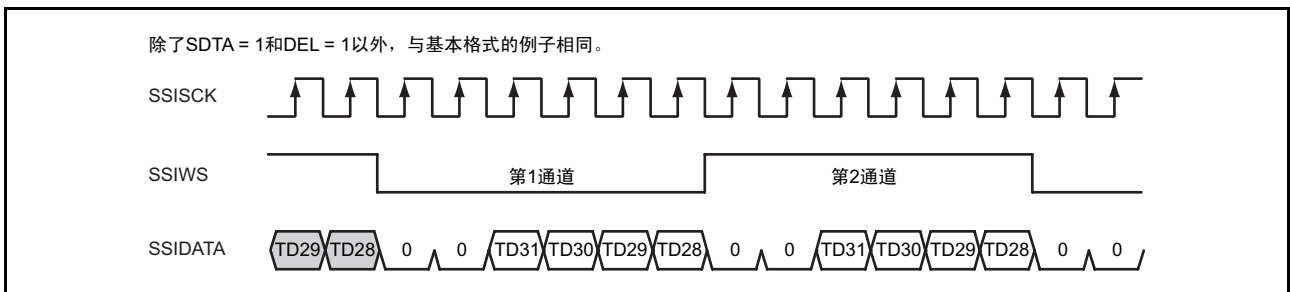 除了SDTA = 1和DEL = 1以外，与基本格式的例子相同。
SSISCK
SSIWS 第1通道 第2通道
SSIDATA TD29 TD28 0 0 TD31 TD30 TD29 TD28 0 0 TD31 TD30 TD29 TD28 0 0